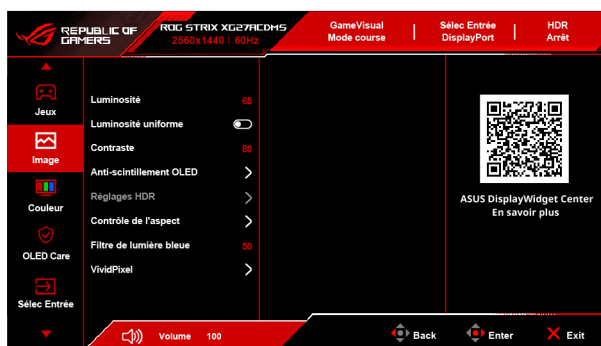 REPUBLIC OF
GAMERS
ROG STRIX XG27ACDMS
2560x1440 | 60Hz
GameVisual
Mode course
Sélec Entrée
DisplayPort
HDR
Arrêt
Jeux
Image
Couleur
OLED Care
Sélec Entrée
Luminosité 65
Luminosité uniforme
Contraste 80
Anti-scintillement OLED
Réglages HDR
Contrôle de l'aspect
Filtre de lumière bleue 50
VividPixel
ASUS DisplayWidget Center
En savoir plus
Volume 100
Back
Enter
Exit